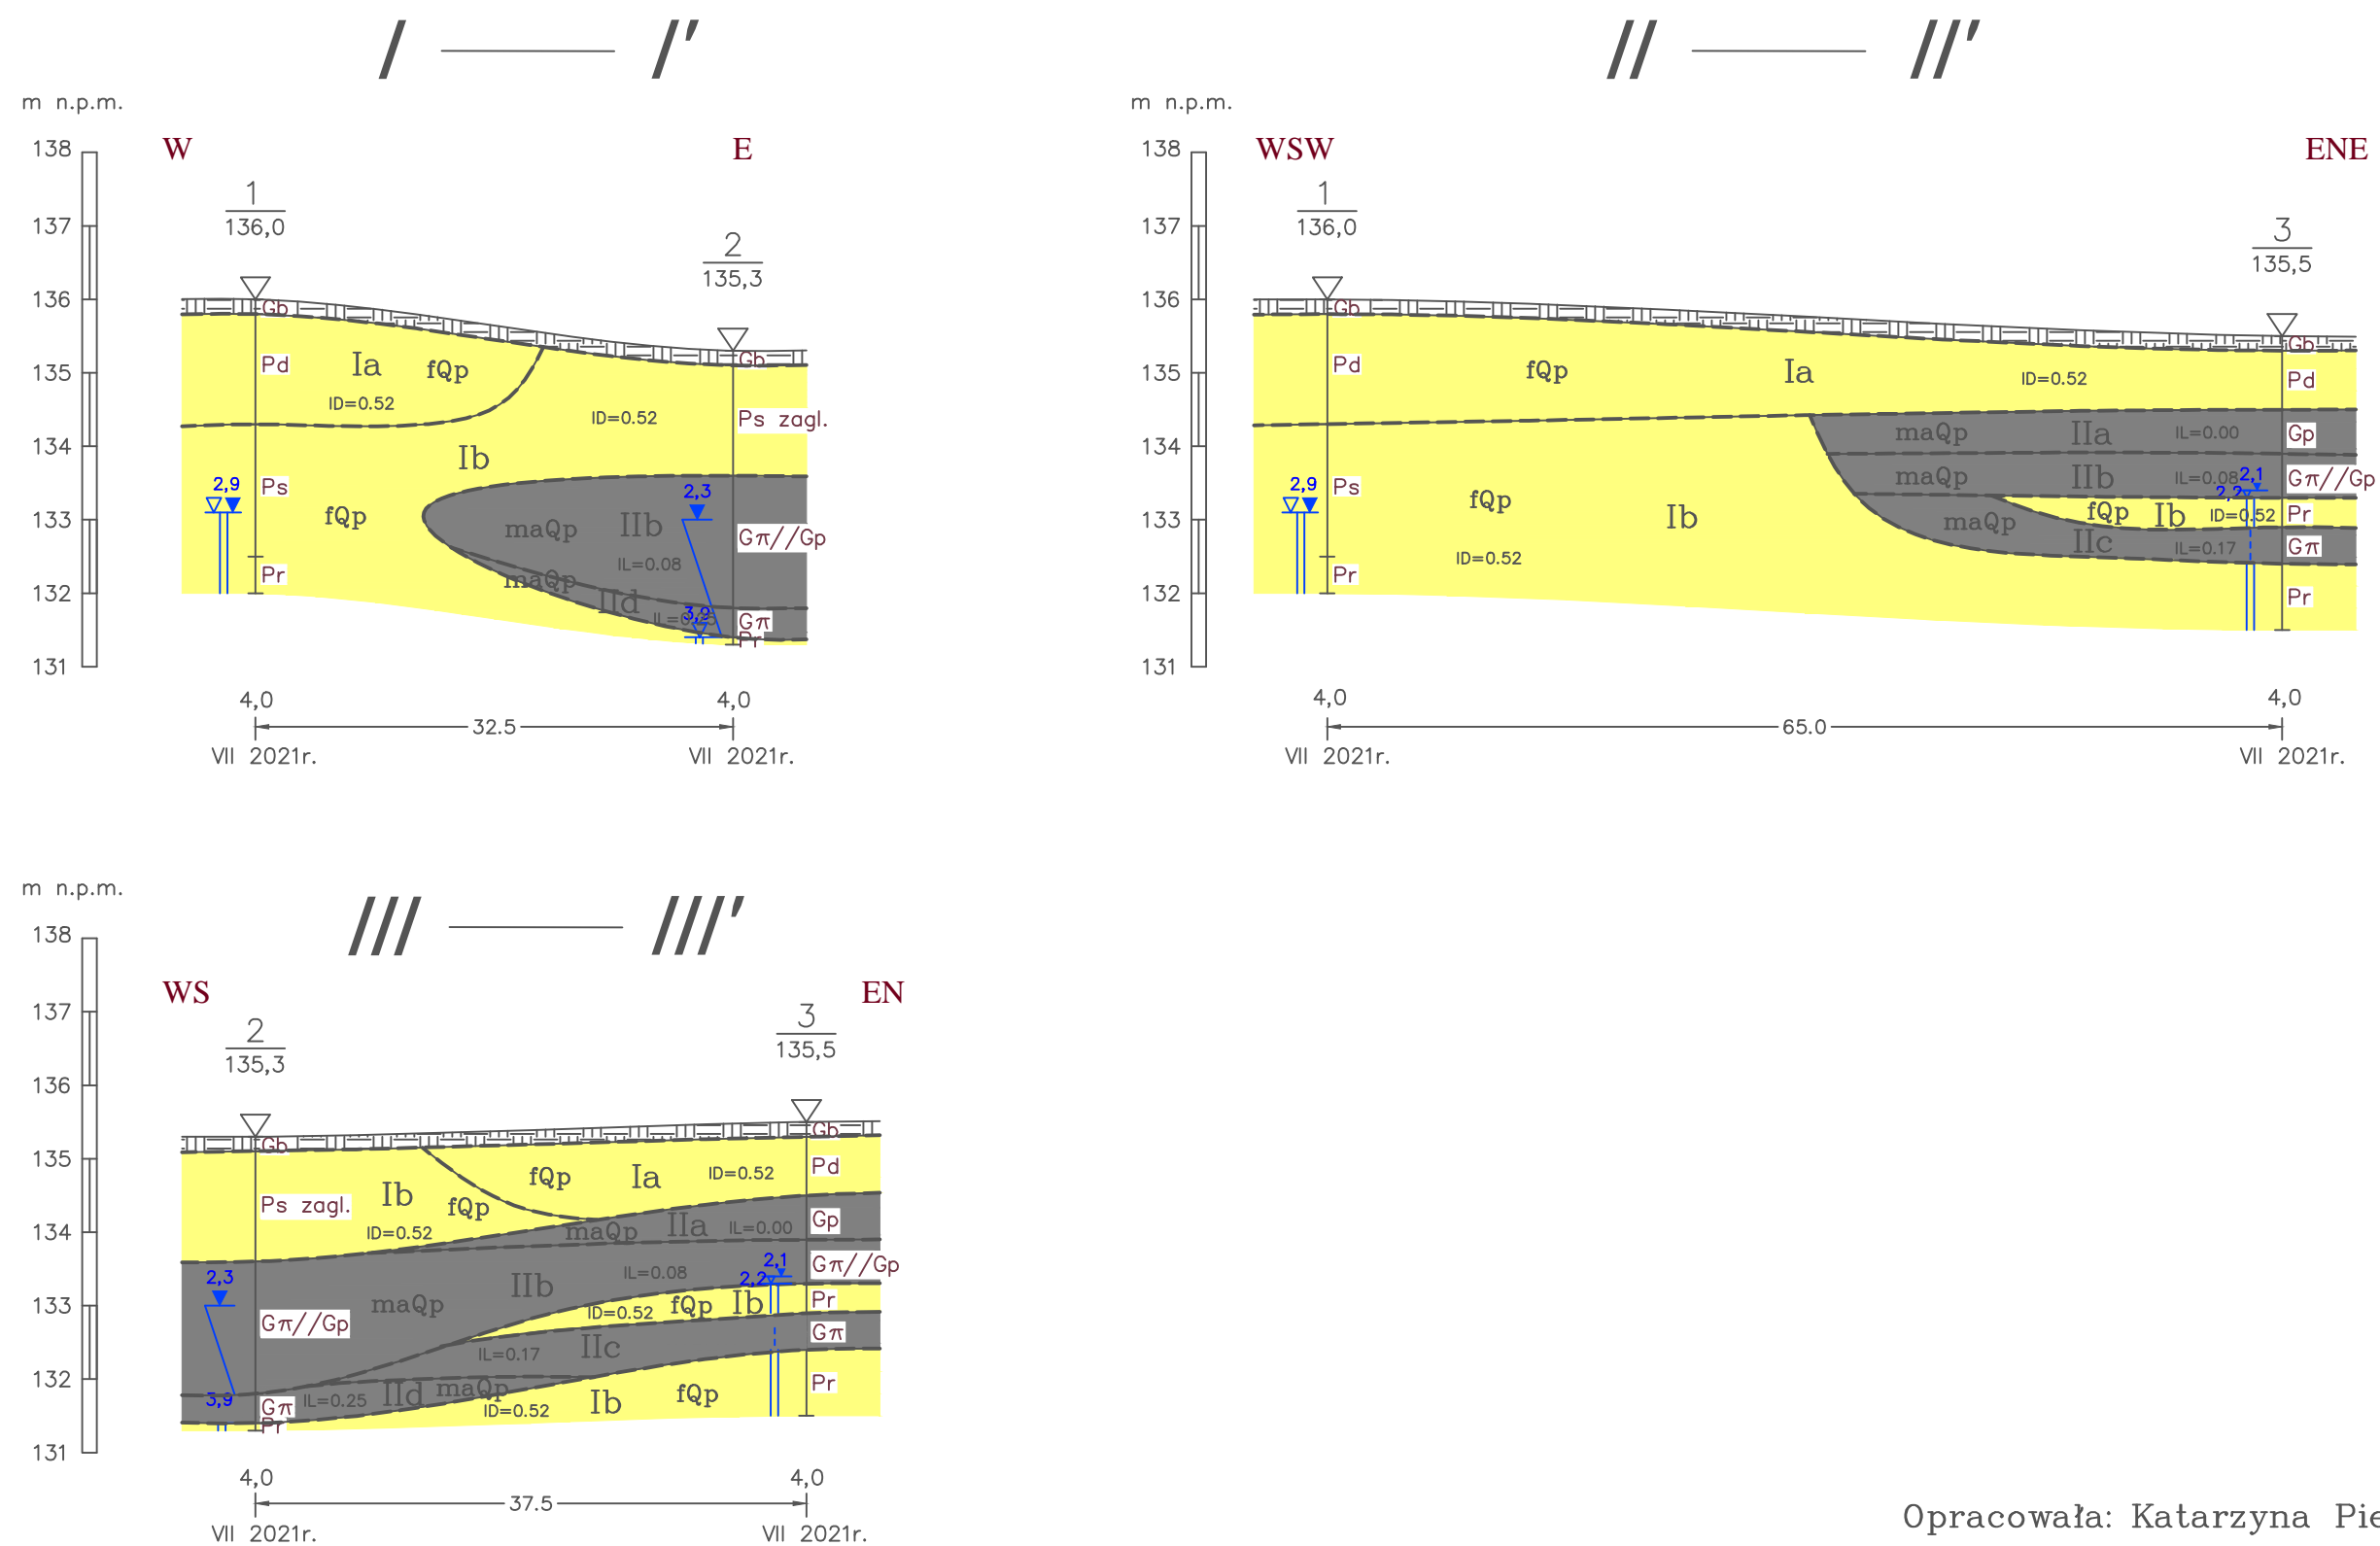 I — I'
m n.p.m.
W E
138
137
136
135
134
133
132
131
1
136,0
2
135,3
Gb
Pd
Ps
Pr
Ia fQp
ID=0.52
ID=0.52
Ib
fQp
2,9
maQp IIb
IL=0.08
maQp
IId
2,3
3,9
Gb
Ps zagl.
Gπ//Gp
Gπ
Pr
4,0 4,0
32.5
VII 2021r. VII 2021r.
II — II'
m n.p.m.
WSW ENE
138
137
136
135
134
133
132
131
1
136,0
3
135,5
Gb
Pd
Ps
Pr
2,9
fQp Ia ID=0.52
fQp Ib
ID=0.52
maQp IIa IL=0.00
maQp IIb IL=0.08
2,1
2,2
fQp Ib ID=0.52
maQp
IIc IL=0.17
Gb
Pd
Gp
Gπ//Gp
Pr
Gπ
Pr
4,0 4,0
65.0
VII 2021r. VII 2021r.
III — III'
m n.p.m.
WS EN
138
137
136
135
134
133
132
131
2
135,3
3
135,5
Gb
Ps zagl.
Gπ//Gp
Gπ
Pr
2,3
3,9
Ib fQp
ID=0.52
fQp Ia ID=0.52
maQp IIa IL=0.00
IIb IL=0.08
maQp
2,1
2,2
ID=0.52 fQp Ib
IL=0.17 IIc
IL=0.25 IId maQp
ID=0.52 Ib fQp
Gb
Pd
Gp
Gπ//Gp
Pr
Gπ
Pr
4,0 4,0
37.5
VII 2021r. VII 2021r.
Opracowała: Katarzyna Pie